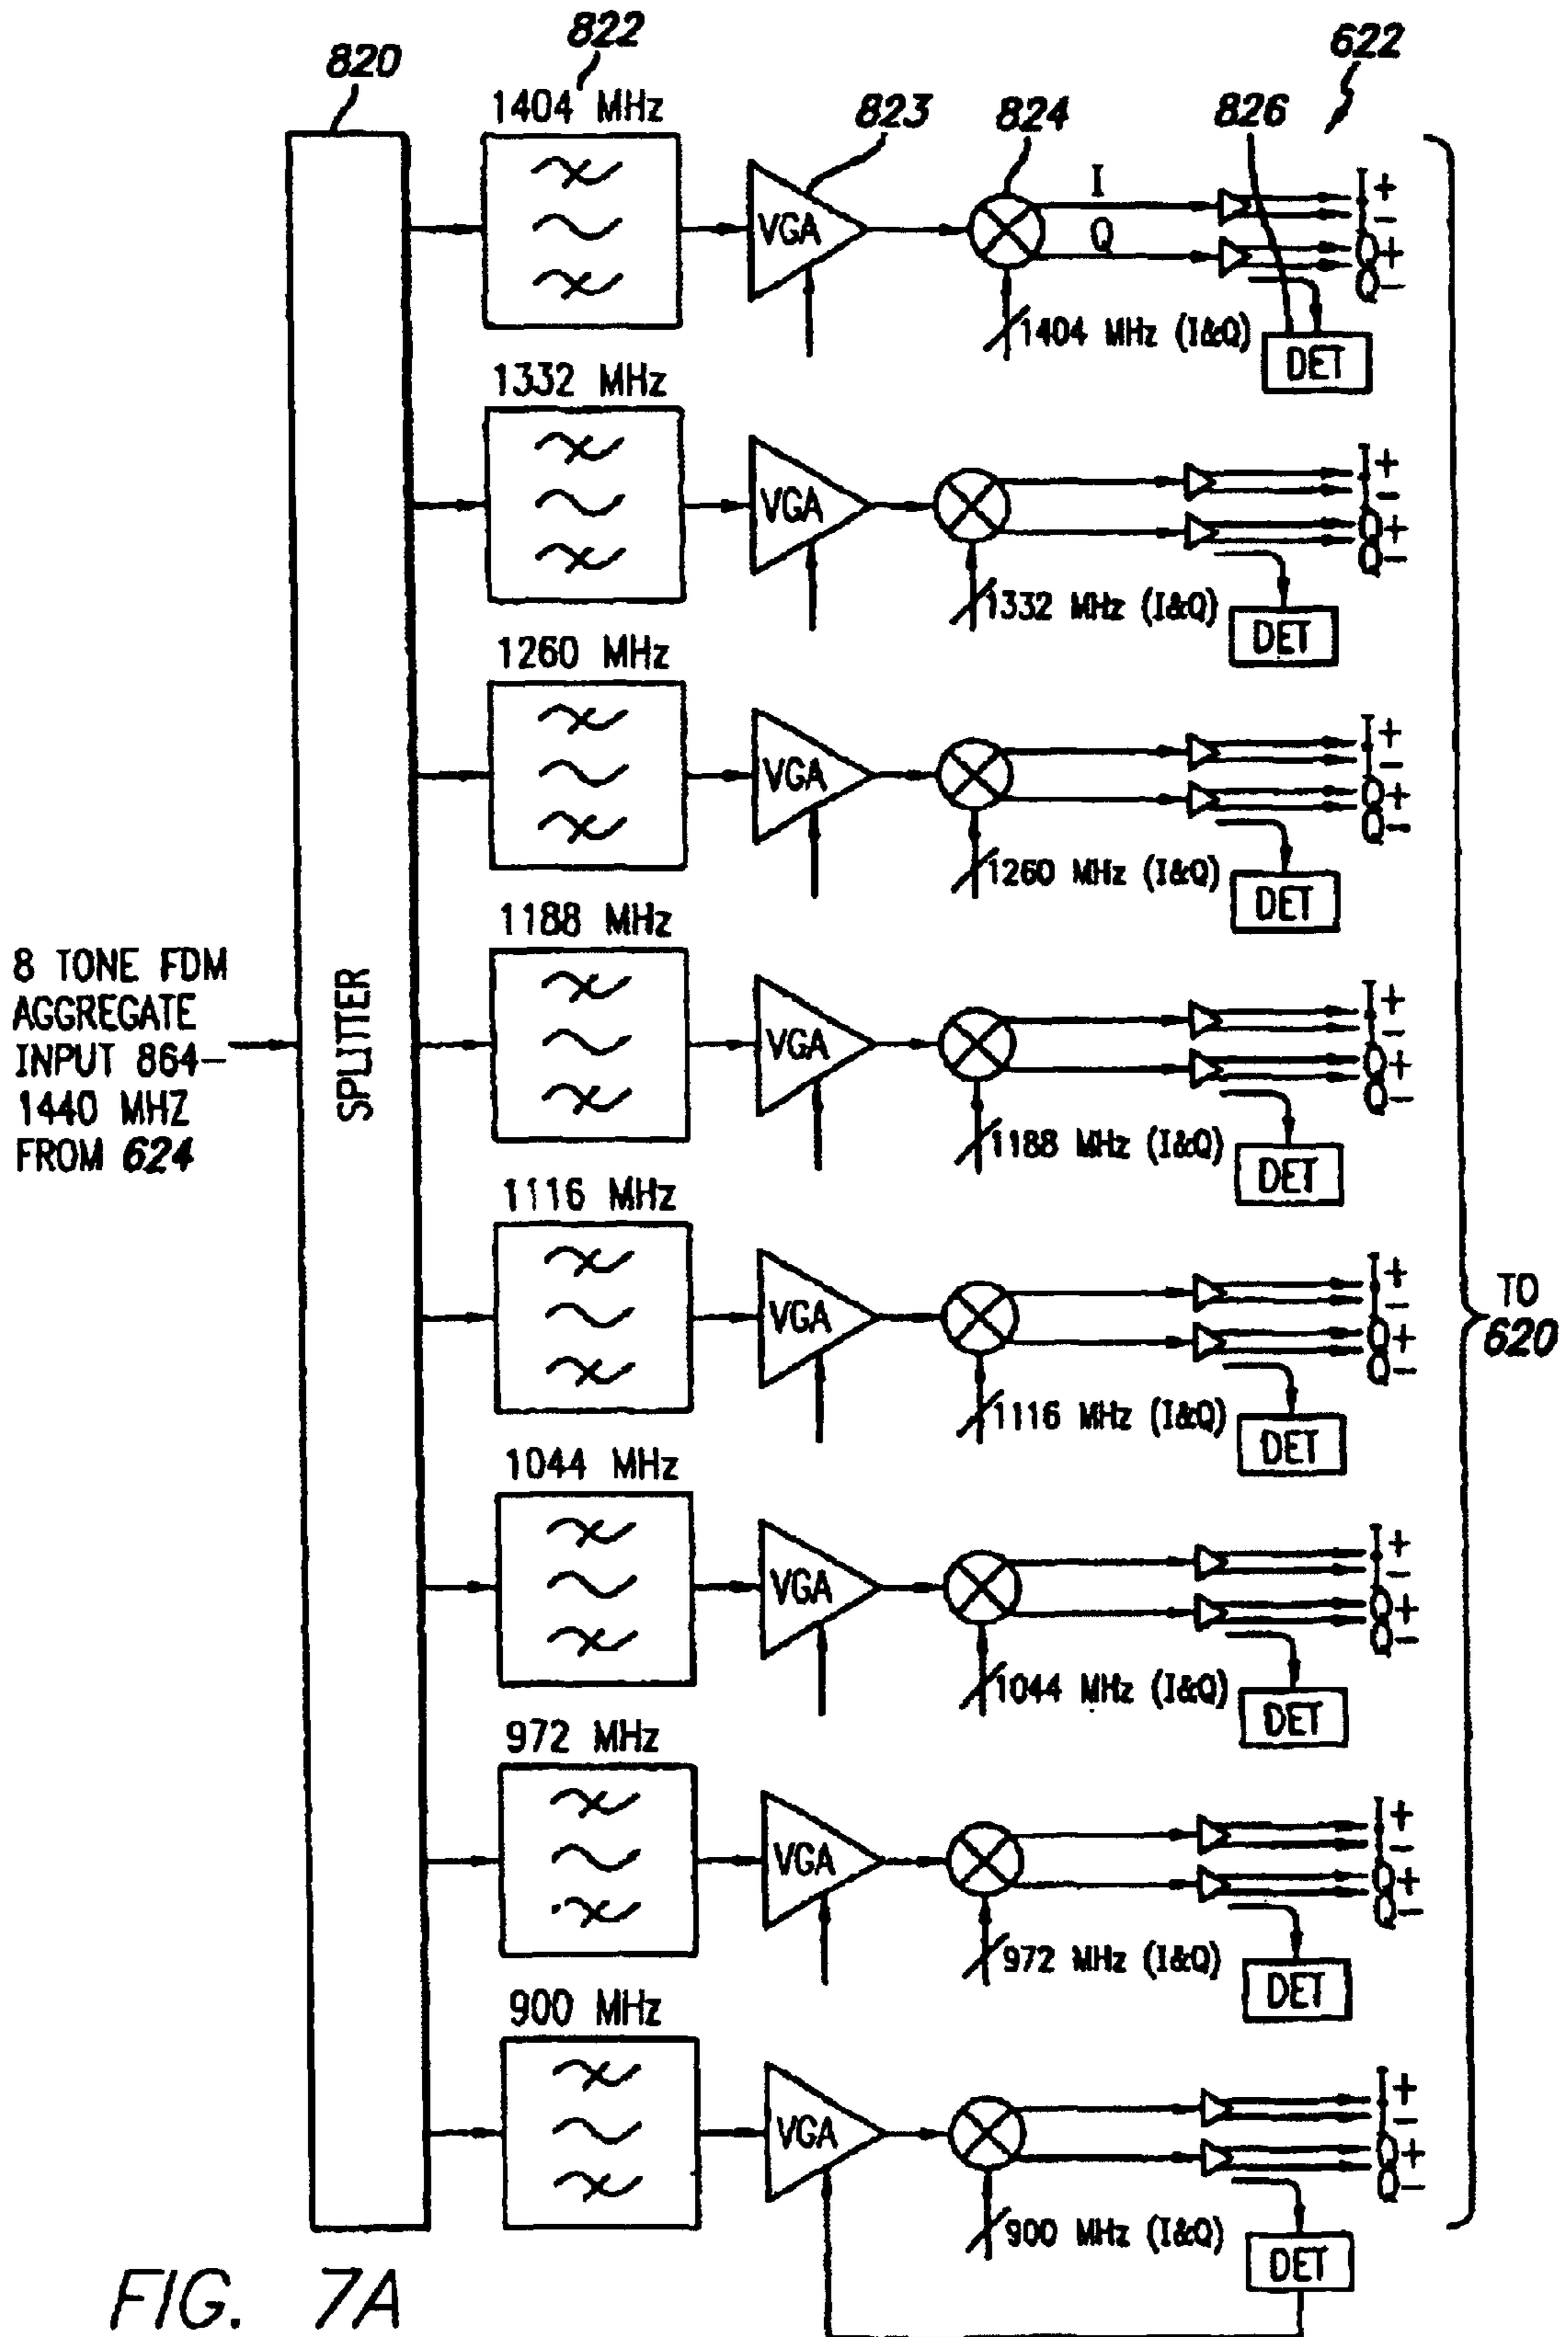 822
820
622
1404 MHz
823
824
826
I
Q
VGA
I + -
Q +
Q -
1404 MHz (I&Q)
DET
1332 MHz
VGA
I + -
Q +
Q -
1332 MHz (I&Q)
DET
1260 MHz
VGA
I + -
Q +
Q -
1260 MHz (I&Q)
DET
1188 MHz
8 TONE FDM
AGGREGATE
INPUT 864-
1440 MHZ
FROM 624
SPLITTER
VGA
I + -
Q +
Q -
1188 MHz (I&Q)
DET
1116 MHz
VGA
I + -
Q +
Q -
TO
620
1116 MHz (I&Q)
DET
1044 MHz
VGA
I + -
Q +
Q -
1044 MHz (I&Q)
DET
972 MHz
VGA
I + -
Q +
Q -
972 MHz (I&Q)
DET
900 MHz
VGA
I + -
Q +
Q -
900 MHz (I&Q)
DET
FIG. 7A